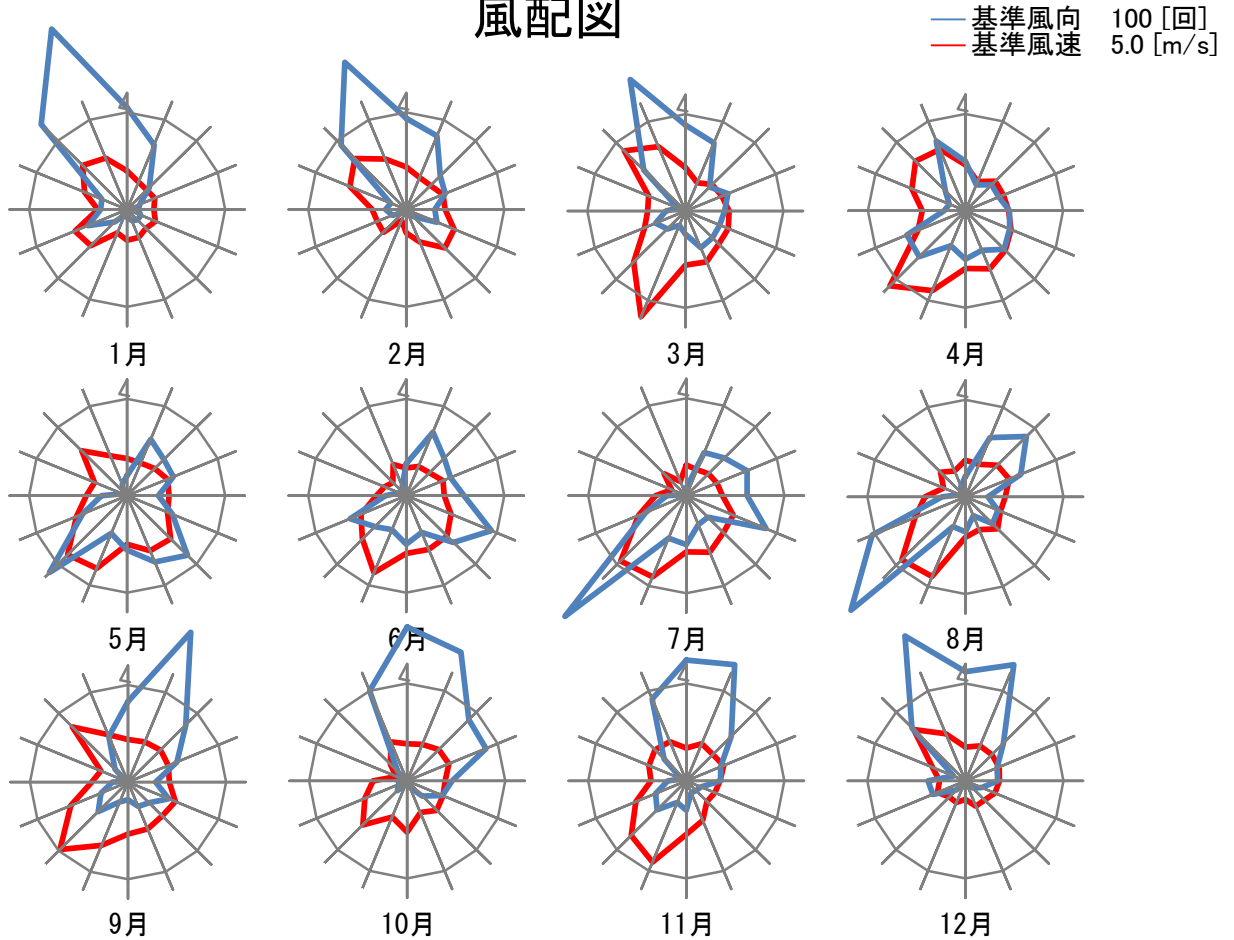 風配図
基準風向 100 [回]
基準風速 5.0 [m/s]
1月
2月
3月
4月
5月
6月
7月
8月
9月
10月
11月
12月